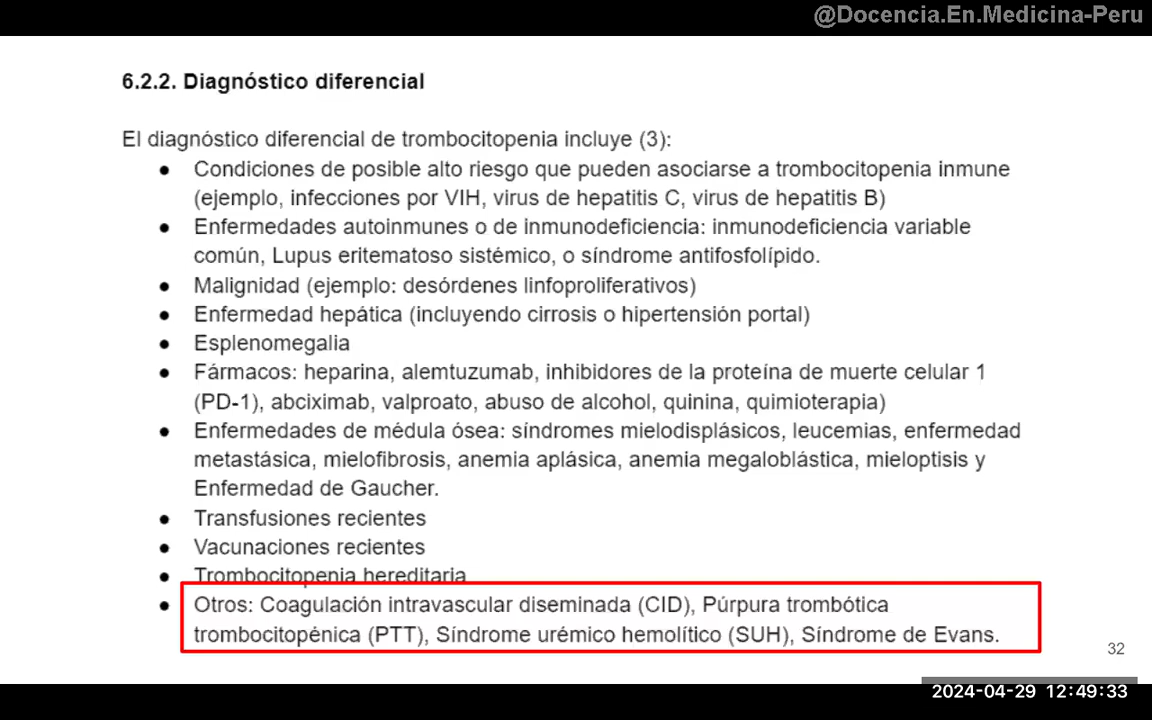 @Docencia.En.Medicina-Peru
6.2.2. Diagnóstico diferencial
El diagnóstico diferencial de trombocitopenia incluye (3):
● Condiciones de posible alto riesgo que pueden asociarse a trombocitopenia inmune
(ejemplo, infecciones por VIH, virus de hepatitis C, virus de hepatitis B)
● Enfermedades autoinmunes o de inmunodeficiencia: inmunodeficiencia variable
común, Lupus eritematoso sistémico, o síndrome antifosfolípido.
● Malignidad (ejemplo: desórdenes linfoproliferativos)
● Enfermedad hepática (incluyendo cirrosis o hipertensión portal)
● Esplenomegalia
● Fármacos: heparina, alemtuzumab, inhibidores de la proteína de muerte celular 1
(PD-1), abciximab, valproato, abuso de alcohol, quinina, quimioterapia)
● Enfermedades de médula ósea: síndromes mielodisplásicos, leucemias, enfermedad
metastásica, mielofibrosis, anemia aplásica, anemia megaloblástica, mieloptisis y
Enfermedad de Gaucher.
● Transfusiones recientes
● Vacunaciones recientes
● Trombocitopenia hereditaria
● Otros: Coagulación intravascular diseminada (CID), Púrpura trombótica
trombocitopénica (PTT), Síndrome urémico hemolítico (SUH), Síndrome de Evans.
32
2024-04-29 12:49:33